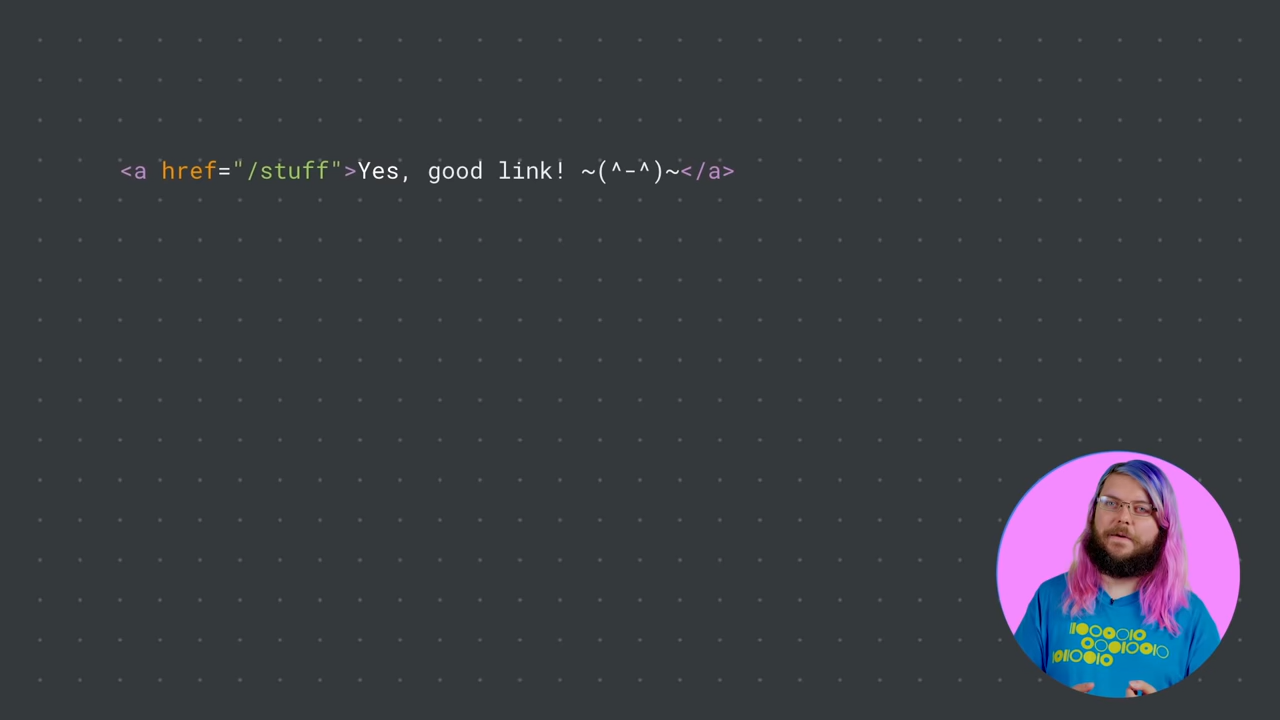 <a href="/stuff">Yes, good link! ~(^-^)~</a>